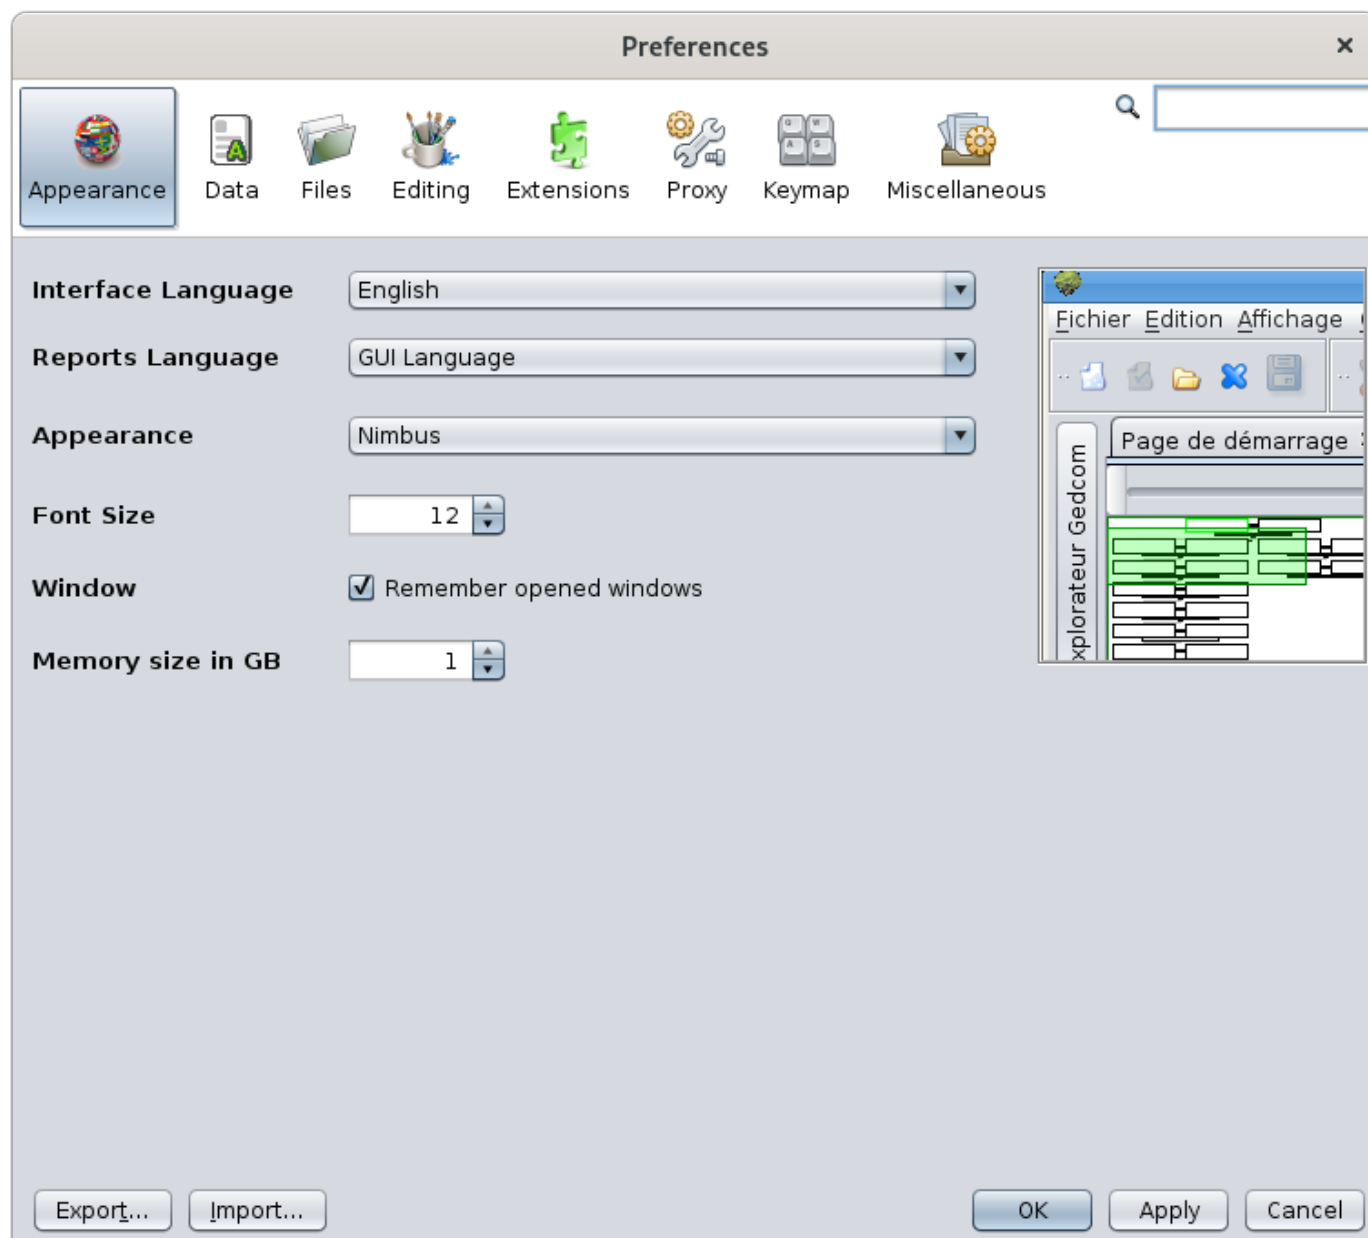 Preferences
Appearance
Data
Files
Editing
Extensions
Proxy
Keymap
Miscellaneous
Interface Language
English
Reports Language
GUI Language
Appearance
Nimbus
Font Size
12
Window
Remember opened windows
Memory size in GB
1
Fichier Edition Affichage
Page de démarrage
xplorateur Gedcom
Export...
Import...
OK
Apply
Cancel